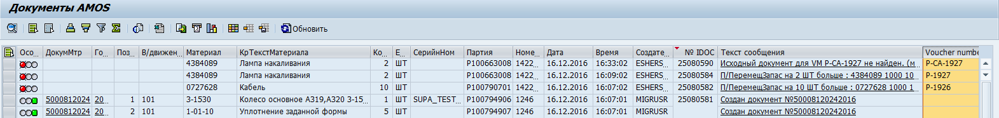 Документы AMOS
Обновить
Осо... ДокумМтр Го... Поз... В/движен... Материал КрТекстМатериала Ко... Е... СерийнНом Партия Номе... Дата Время Создате... № IDOC Текст сообщения Voucher numbe
4384089 Лампа накаливания 2 ШТ P100663008 1422... 16.12.2016 16:33:02 ESHERS... 25080590 Исходный документ для VM P-CA-1927 не найден. (м... P-CA-1927
4384089 Лампа накаливания 2 ШТ P100663008 1422... 16.12.2016 16:09:02 ESHERS... 25080584 П/ПеремещЗапас на 2 ШТ больше : 4384089 1000 10... P-1927
0727628 Кабель 10 ШТ P100790701 1422... 16.12.2016 16:07:02 ESHERS... 25080582 П/ПеремещЗапас на 10 ШТ больше : 0727628 1000 1... P-1926
5000812024 20... 1 101 3-1530 Колесо основное А319,А320 3-15... 1 ШТ SUPA_TEST... P100794906 1246 16.12.2016 16:07:01 MIGRUSR 25080581 Создан документ №50008120242016
5000812024 20... 2 101 1-01-10 Уплотнение заданной формы 5 ШТ P100794907 1246 16.12.2016 16:07:01 MIGRUSR Создан документ №50008120242016